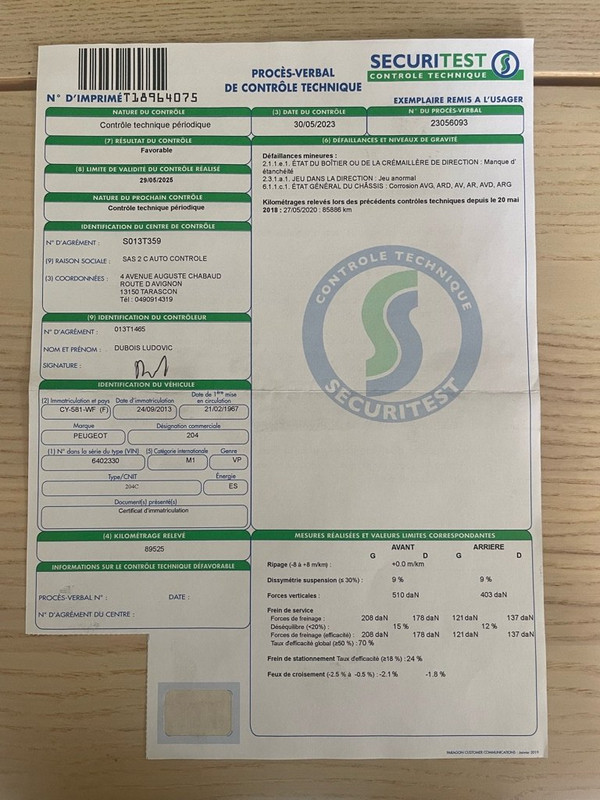 N° D'IMPRIMÉ T18964075
PROCÈS-VERBAL
DE CONTRÔLE TECHNIQUE
SECURITEST
CONTROLE TECHNIQUE
EXEMPLAIRE REMIS A L'USAGER
NATURE DU CONTRÔLE
Contrôle technique périodique
(3) DATE DU CONTRÔLE
30/05/2023
N° DU PROCÈS-VERBAL
23056093
(7) RÉSULTAT DU CONTRÔLE
Favorable
(8) LIMITE DE VALIDITÉ DU CONTRÔLE RÉALISÉ
29/05/2025
NATURE DU PROCHAIN CONTRÔLE
Contrôle technique périodique
IDENTIFICATION DU CENTRE DE CONTRÔLE
N° D'AGRÉMENT : S013T359
(9) RAISON SOCIALE : SAS 2 C AUTO CONTROLE
(3) COORDONNÉES : 4 AVENUE AUGUSTE CHABAUD
ROUTE D AVIGNON
13150 TARASCON
Tél : 0490914319
(9) IDENTIFICATION DU CONTRÔLEUR
N° D'AGRÉMENT : 013T1465
NOM ET PRÉNOM : DUBOIS LUDOVIC
SIGNATURE :
IDENTIFICATION DU VÉHICULE
(2) Immatriculation et pays
CY-581-WF (F)
Date d'immatriculation
24/09/2013
Date de 1ère mise
en circulation
21/02/1967
Marque
PEUGEOT
Désignation commerciale
204
(1) N° dans la série du type (VIN)
6402330
(5) Catégorie internationale
M1
Genre
VP
Type/CNIT
204C
Énergie
ES
Document(s) présenté(s)
Certificat d'immatriculation
(4) KILOMÉTRAGE RELEVÉ
89525
INFORMATIONS SUR LE CONTRÔLE TECHNIQUE DÉFAVORABLE
PROCÈS-VERBAL N° : DATE :
N° D'AGRÉMENT DU CENTRE :
(6) DÉFAILLANCES ET NIVEAUX DE GRAVITÉ
Défaillances mineures :
2.1.1.e.1. ÉTAT DU BOÎTIER OU DE LA CRÉMAILLÈRE DE DIRECTION : Manque d'
étanchéité
2.3.1.a.1. JEU DANS LA DIRECTION : Jeu anormal
6.1.1.c.1. ÉTAT GÉNÉRAL DU CHÂSSIS : Corrosion AVG, ARD, AV, AR, AVD, ARG
Kilométrages relevés lors des précédents contrôles techniques depuis le 20 mai
2018 : 27/05/2020 : 85886 km
CONTROLE TECHNIQUE
SECURITEST
MESURES RÉALISÉES ET VALEURS LIMITES CORRESPONDANTES
AVANT ARRIERE
G D G D
Ripage (-8 à +8 m/km) : +0.0 m/km
Dissymétrie suspension (≤ 30%) : 9 % 9 %
Forces verticales : 510 daN 403 daN
Frein de service
Forces de freinage : 208 daN 178 daN 121 daN 137 daN
Déséquilibre (<20%) : 15 % 12 %
Forces de freinage (efficacité) : 208 daN 178 daN 121 daN 137 daN
Taux d'efficacité global (≥50 %) : 70 %
Frein de stationnement Taux d'efficacité (≥18 %) : 24 %
Feux de croisement (-2.5 % à -0.5 %) : -2.1 % -1.8 %
PARAGON CUSTOMER COMMUNICATIONS - Janvier 2019